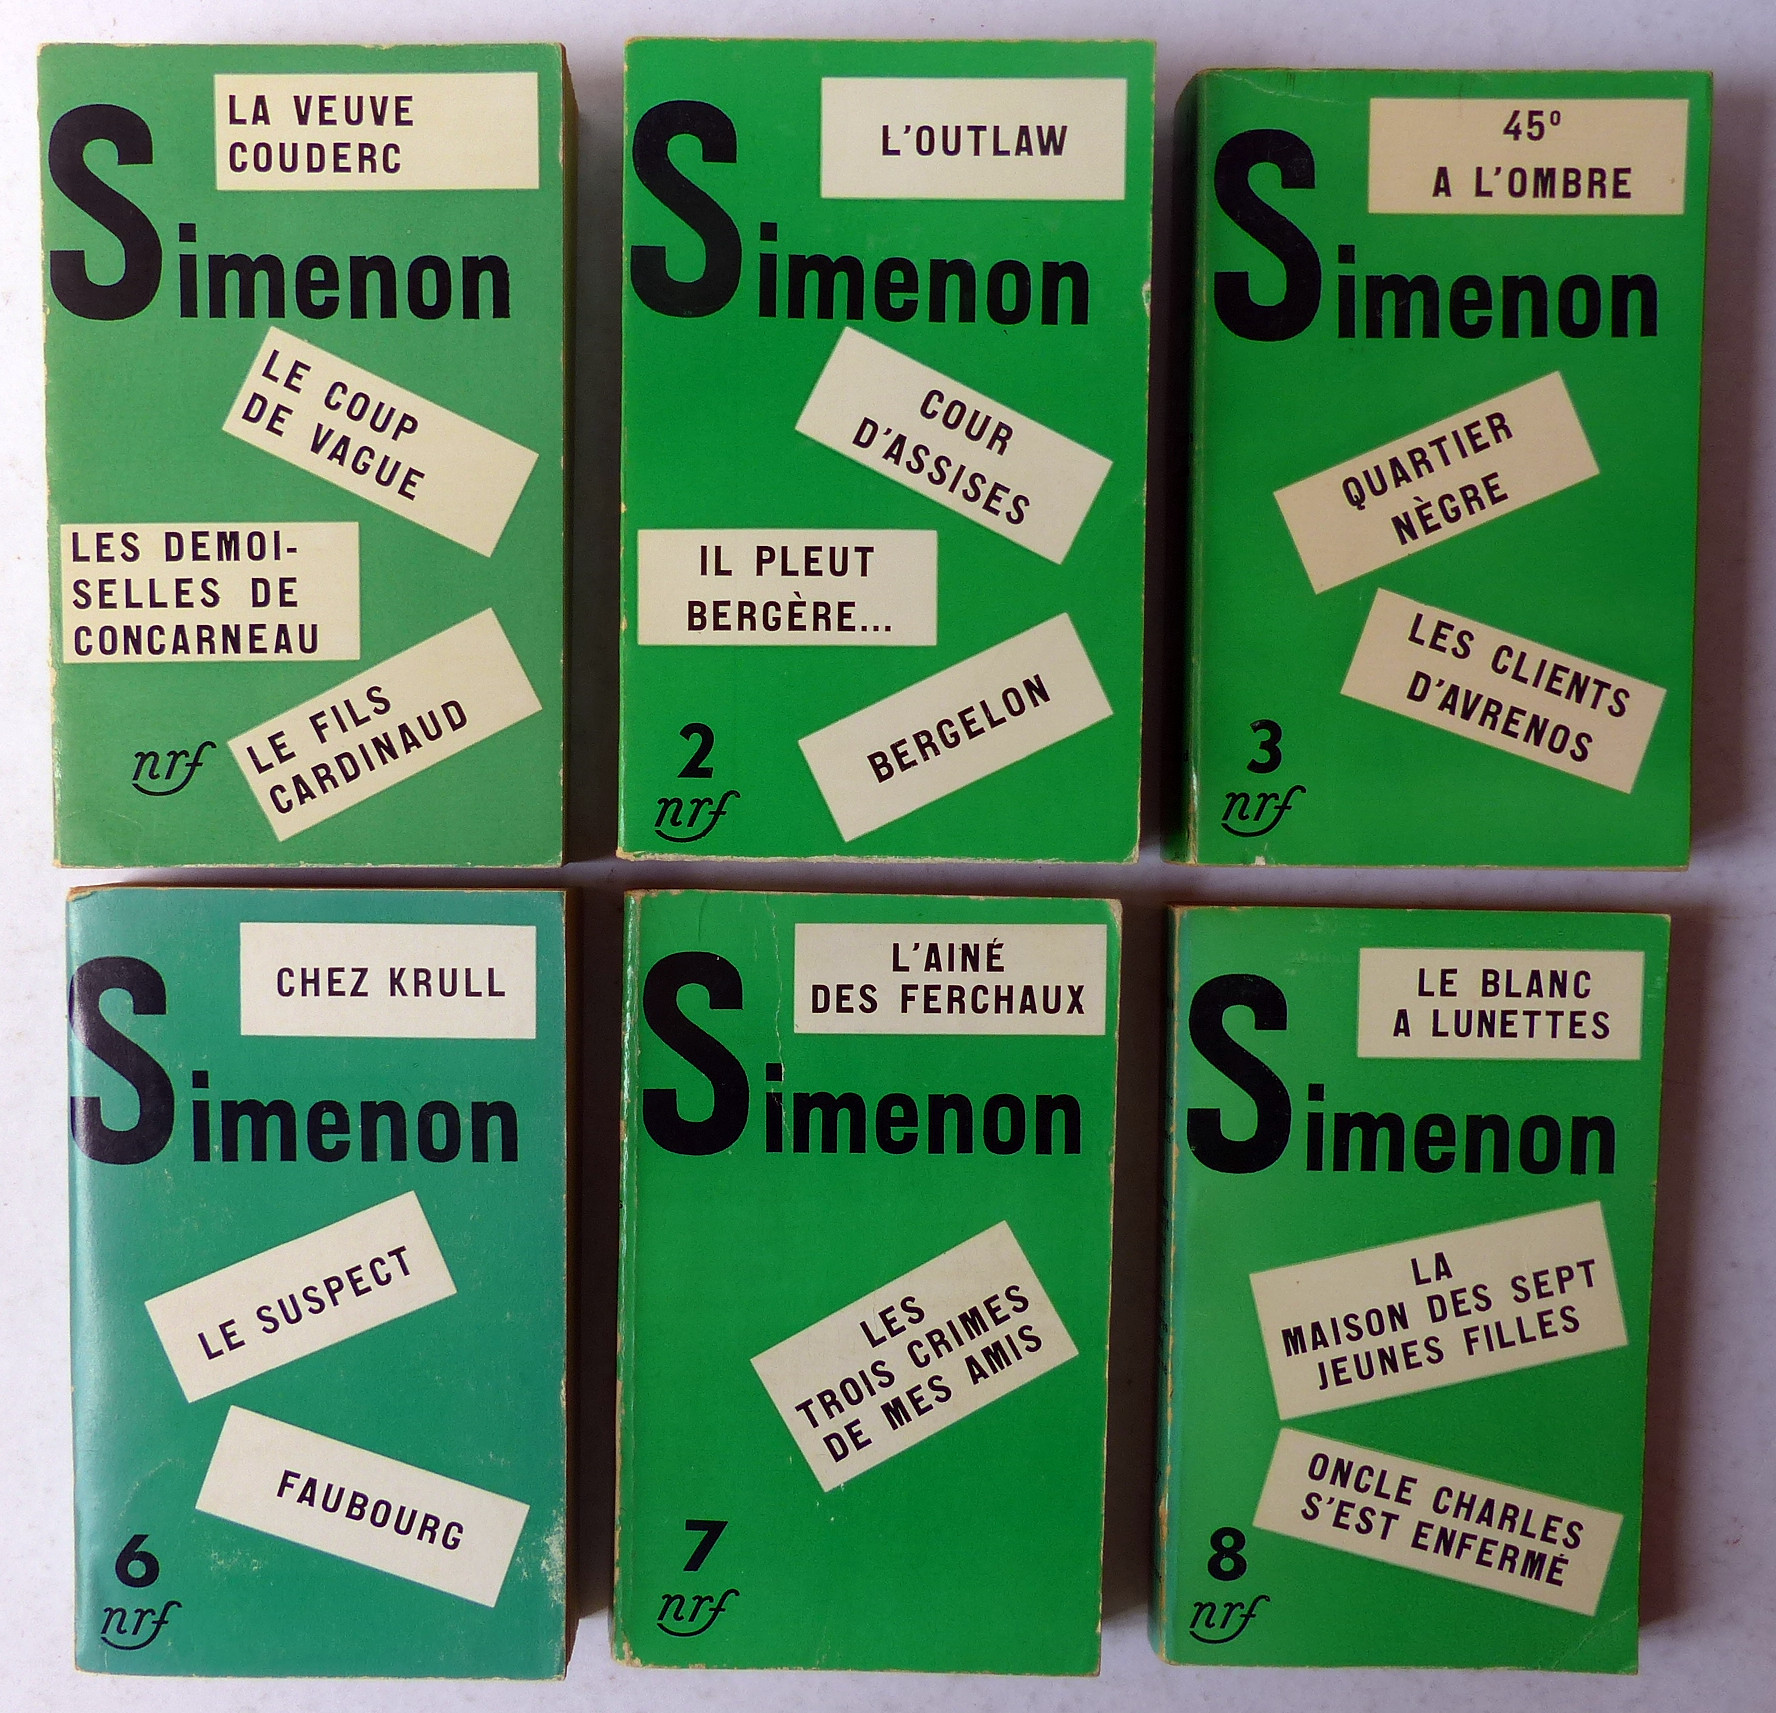 LA VEUVE
COUDERC
Simenon
LE COUP
DE VAGUE
LES DEMOI-
SELLES DE
CONCARNEAU
LE FILS
CARDINAUD
nrf
L'OUTLAW
Simenon
COUR
D'ASSISES
IL PLEUT
BERGÈRE...
BERGELON
2
nrf
45º
A L'OMBRE
Simenon
QUARTIER
NÈGRE
LES CLIENTS
D'AVRENOS
3
nrf
CHEZ KRULL
Simenon
LE SUSPECT
FAUBOURG
6
nrf
L'AINÉ
DES FERCHAUX
Simenon
LES
TROIS CRIMES
DE MES AMIS
7
nrf
LE BLANC
A LUNETTES
Simenon
LA
MAISON DES SEPT
JEUNES FILLES
ONCLE CHARLES
S'EST ENFERMÉ
8
nrf